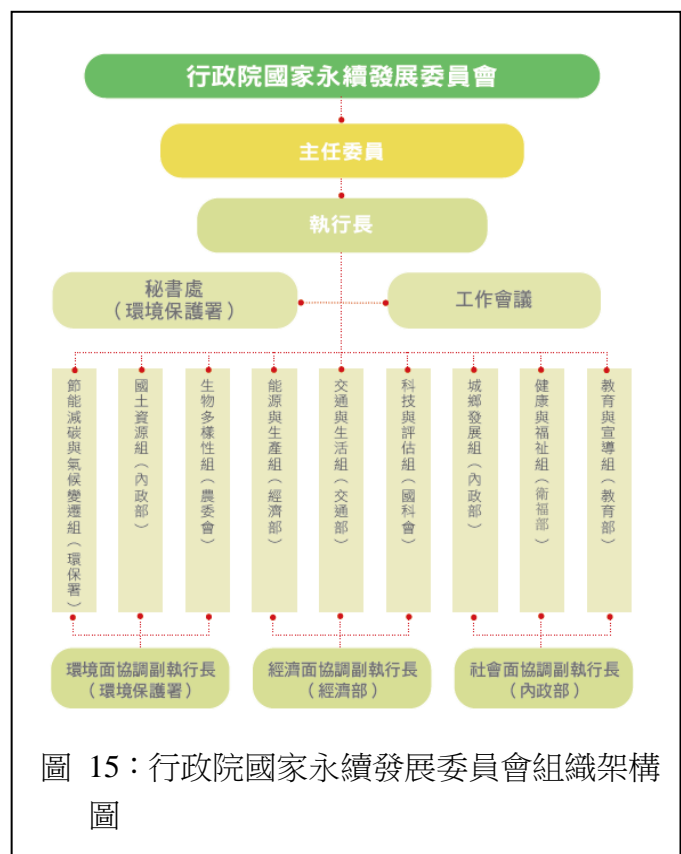 行政院國家永續發展委員會
主任委員
執行長
秘書處
（環境保護署）
工作會議
節能減碳與氣候變遷組（環保署）
國土資源組（內政部）
生物多樣性組（農委會）
能源與生產組（經濟部）
交通與生活組（交通部）
科技與評估組（國科會）
城鄉發展組（內政部）
健康與福祉組（衛福部）
教育與宣導組（教育部）
環境面協調副執行長
（環境保護署）
經濟面協調副執行長
（經濟部）
社會面協調副執行長
（內政部）
圖 15：行政院國家永續發展委員會組織架構
圖